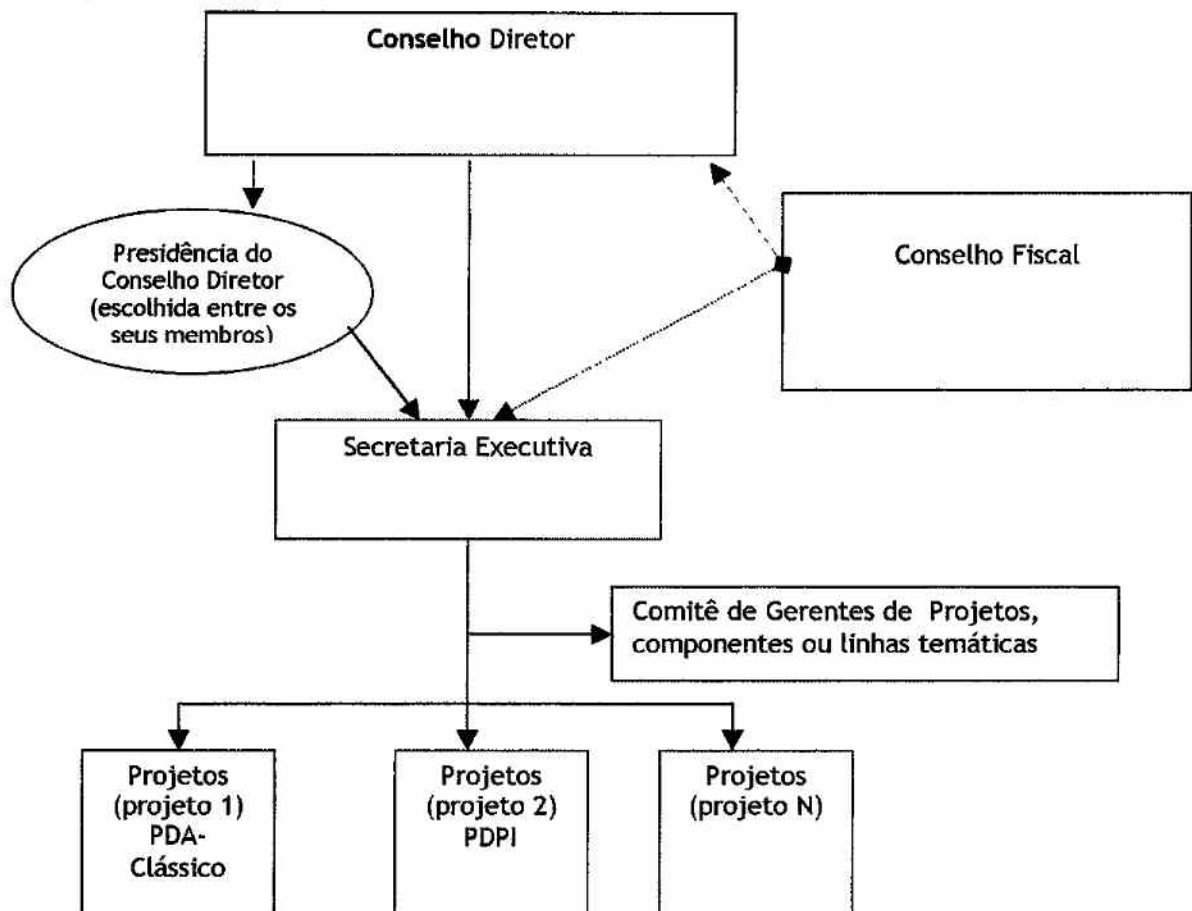 Conselho Diretor
Presidência do
Conselho Diretor
(escolhida entre os
seus membros)
Conselho Fiscal
Secretaria Executiva
Comitê de Gerentes de Projetos,
componentes ou linhas temáticas
Projetos
(projeto 1)
PDA-
Clássico
Projetos
(projeto 2)
PDPI
Projetos
(projeto N)